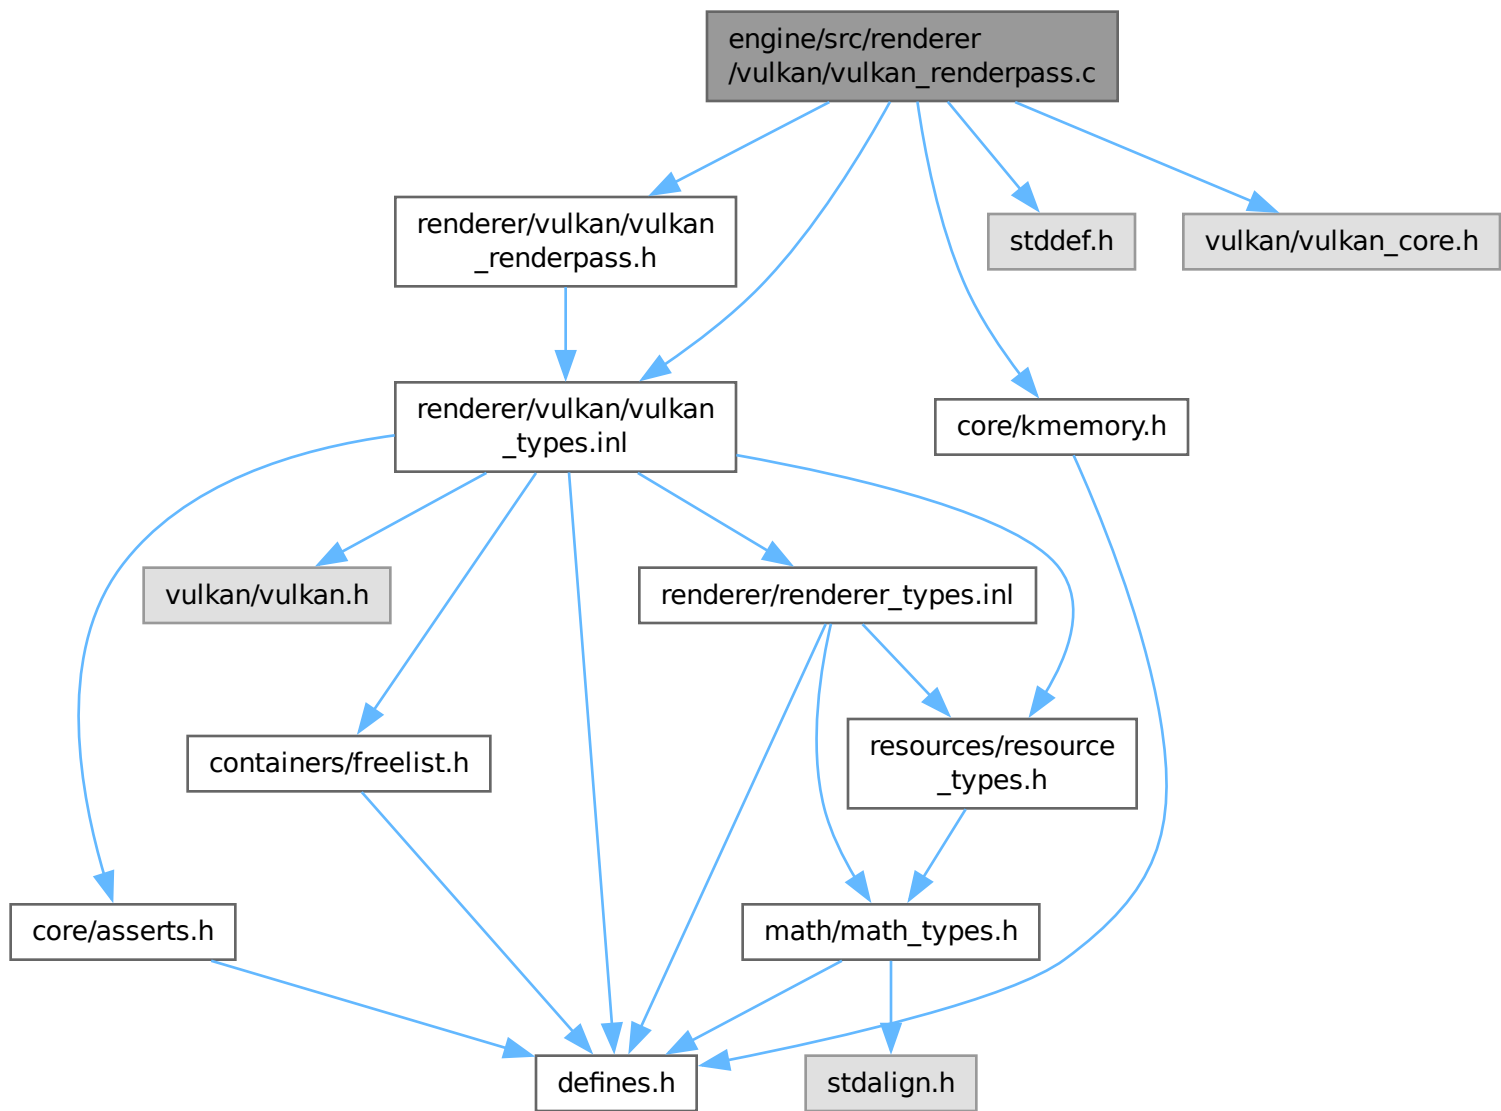 engine/src/renderer
/vulkan/vulkan_renderpass.c
renderer/vulkan/vulkan
_renderpass.h
stddef.h
vulkan/vulkan_core.h
renderer/vulkan/vulkan
_types.inl
core/kmemory.h
vulkan/vulkan.h
renderer/renderer_types.inl
containers/freelist.h
resources/resource
_types.h
core/asserts.h
math/math_types.h
defines.h
stdalign.h